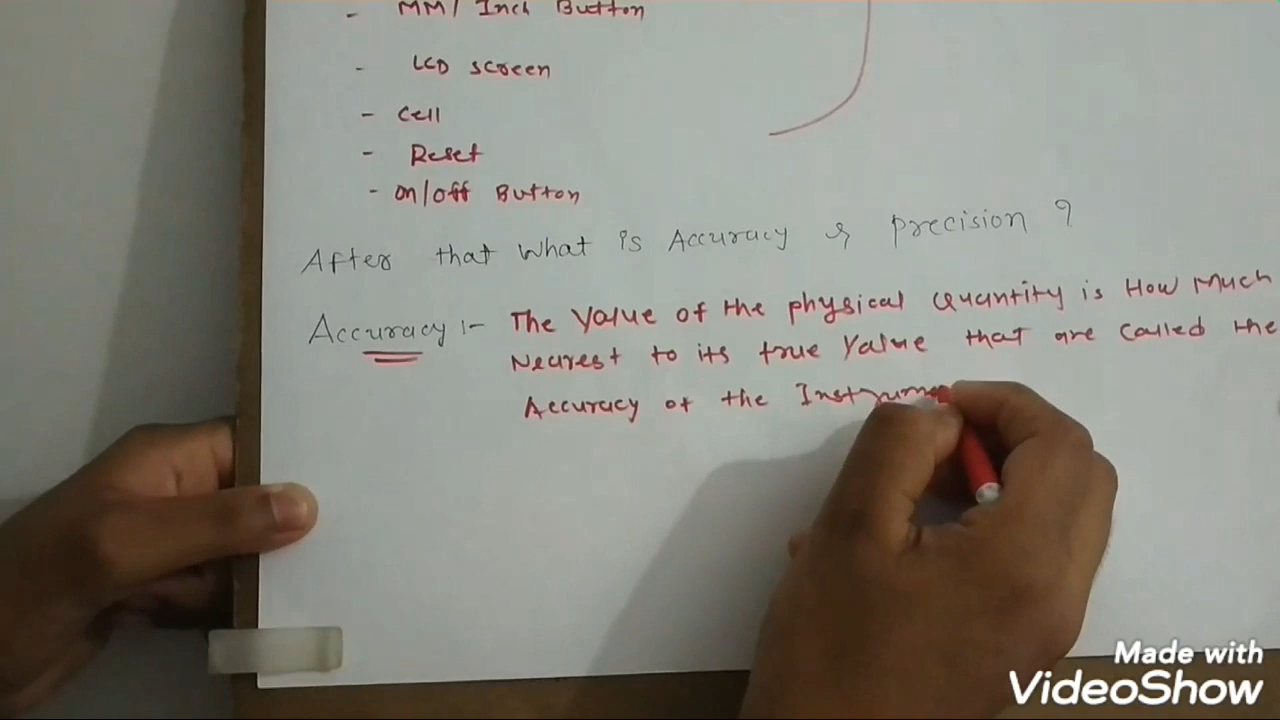 - MM/ Inch Button
- LCD screen
- Cell
- Reset
- on/off Button
After that what is Accuracy & precision ?
Accuracy :- The Value of the physical Quantity is How Much
Nearest to its true Value that are called the
Accuracy of the
Made with
VideoShow